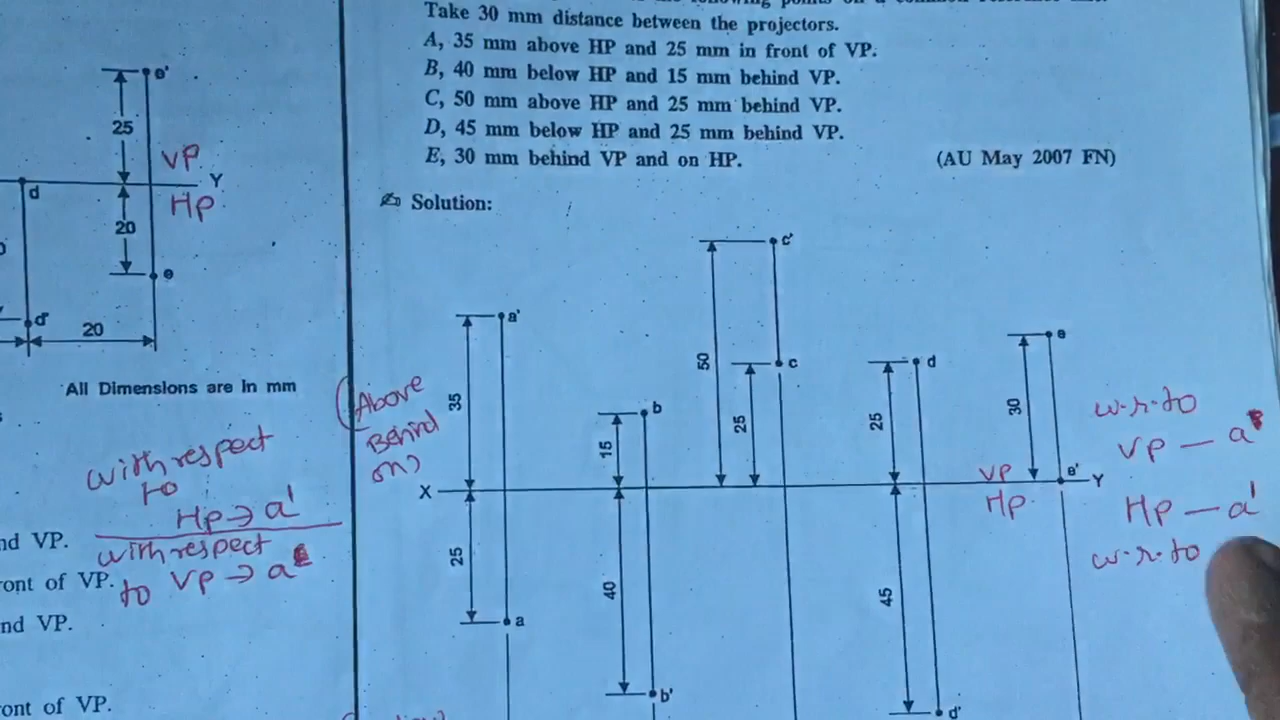 points on a common
Take 30 mm distance between the projectors.
A, 35 mm above HP and 25 mm in front of VP.
B, 40 mm below HP and 15 mm behind VP.
C, 50 mm above HP and 25 mm behind VP.
D, 45 mm below HP and 25 mm behind VP.
E, 30 mm behind VP and on HP.
(AU May 2007 FN)
Solution:
e'
25
VP
Y
d
HP
20
e
d'
20
All Dimensions are in mm
with respect
to
HP → a'
with respect
to VP → a
nd VP.
ront of VP.
nd VP.
ront of VP.
(Above
Behind
on)
c'
a'
50
e
35
c
d
b
15
25
25
30
w.r.to
VP — a
X
VP
e'
Y
HP
HP — a'
w.r.to
25
40
45
a
b'
d'